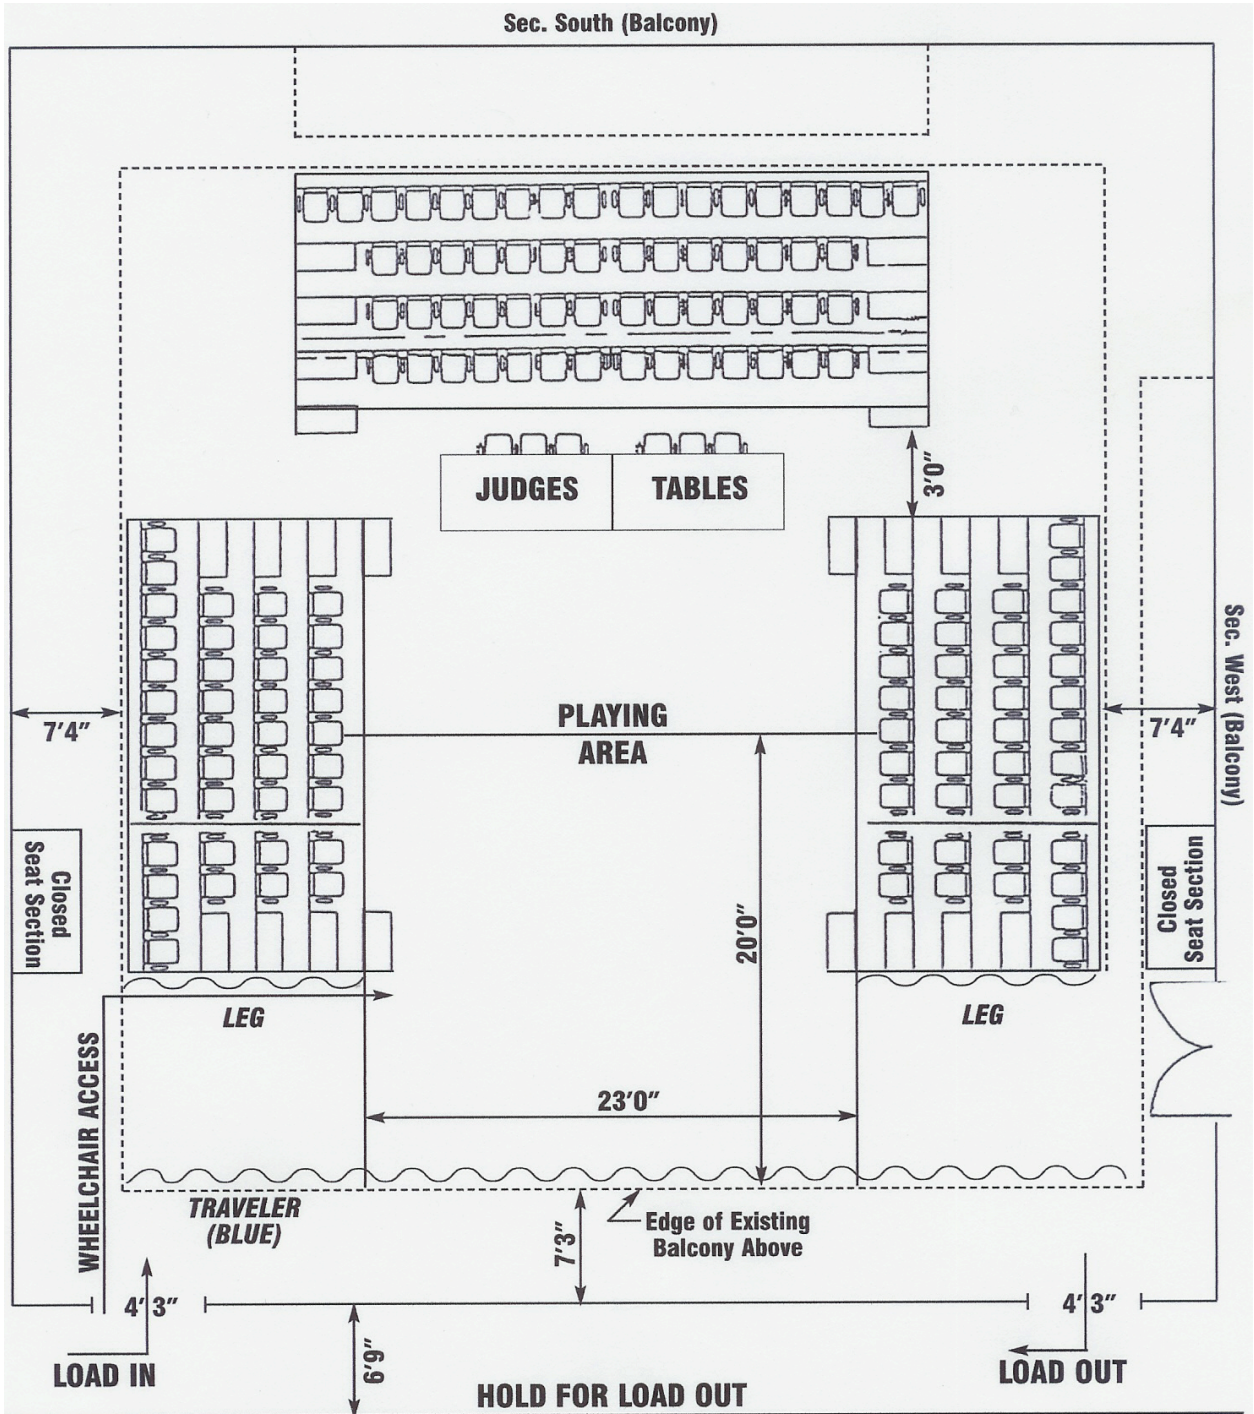 Sec. South (Balcony)
JUDGES
TABLES
3'0"
Sec. West (Balcony)
PLAYING
AREA
7'4"
7'4"
Closed
Seat Section
Closed
Seat Section
20'0"
LEG
LEG
WHEELCHAIR ACCESS
23'0"
TRAVELER
(BLUE)
Edge of Existing
Balcony Above
7'3"
4'3"
4'3"
LOAD IN
6'9"
LOAD OUT
HOLD FOR LOAD OUT